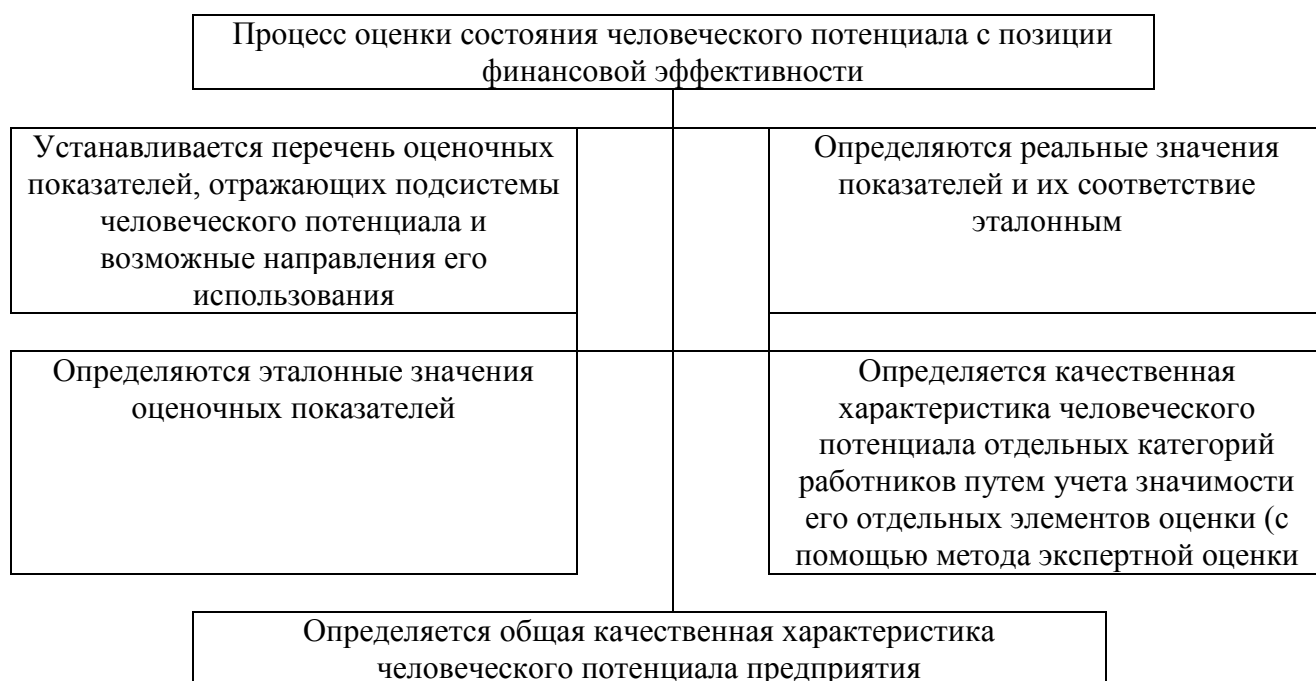 Процесс оценки состояния человеческого потенциала с позиции
финансовой эффективности
Устанавливается перечень оценочных
показателей, отражающих подсистемы
человеческого потенциала и
возможные направления его
использования
Определяются реальные значения
показателей и их соответствие
эталонным
Определяются эталонные значения
оценочных показателей
Определяется качественная
характеристика человеческого
потенциала отдельных категорий
работников путем учета значимости
его отдельных элементов оценки (с
помощью метода экспертной оценки
Определяется общая качественная характеристика
человеческого потенциала предприятия